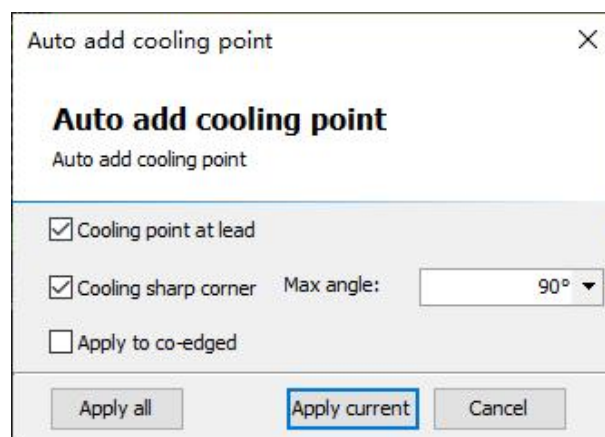 Auto add cooling point
Auto add cooling point
Auto add cooling point
Cooling point at lead
Cooling sharp corner Max angle: 90°
Apply to co-edged
Apply all Apply current Cancel